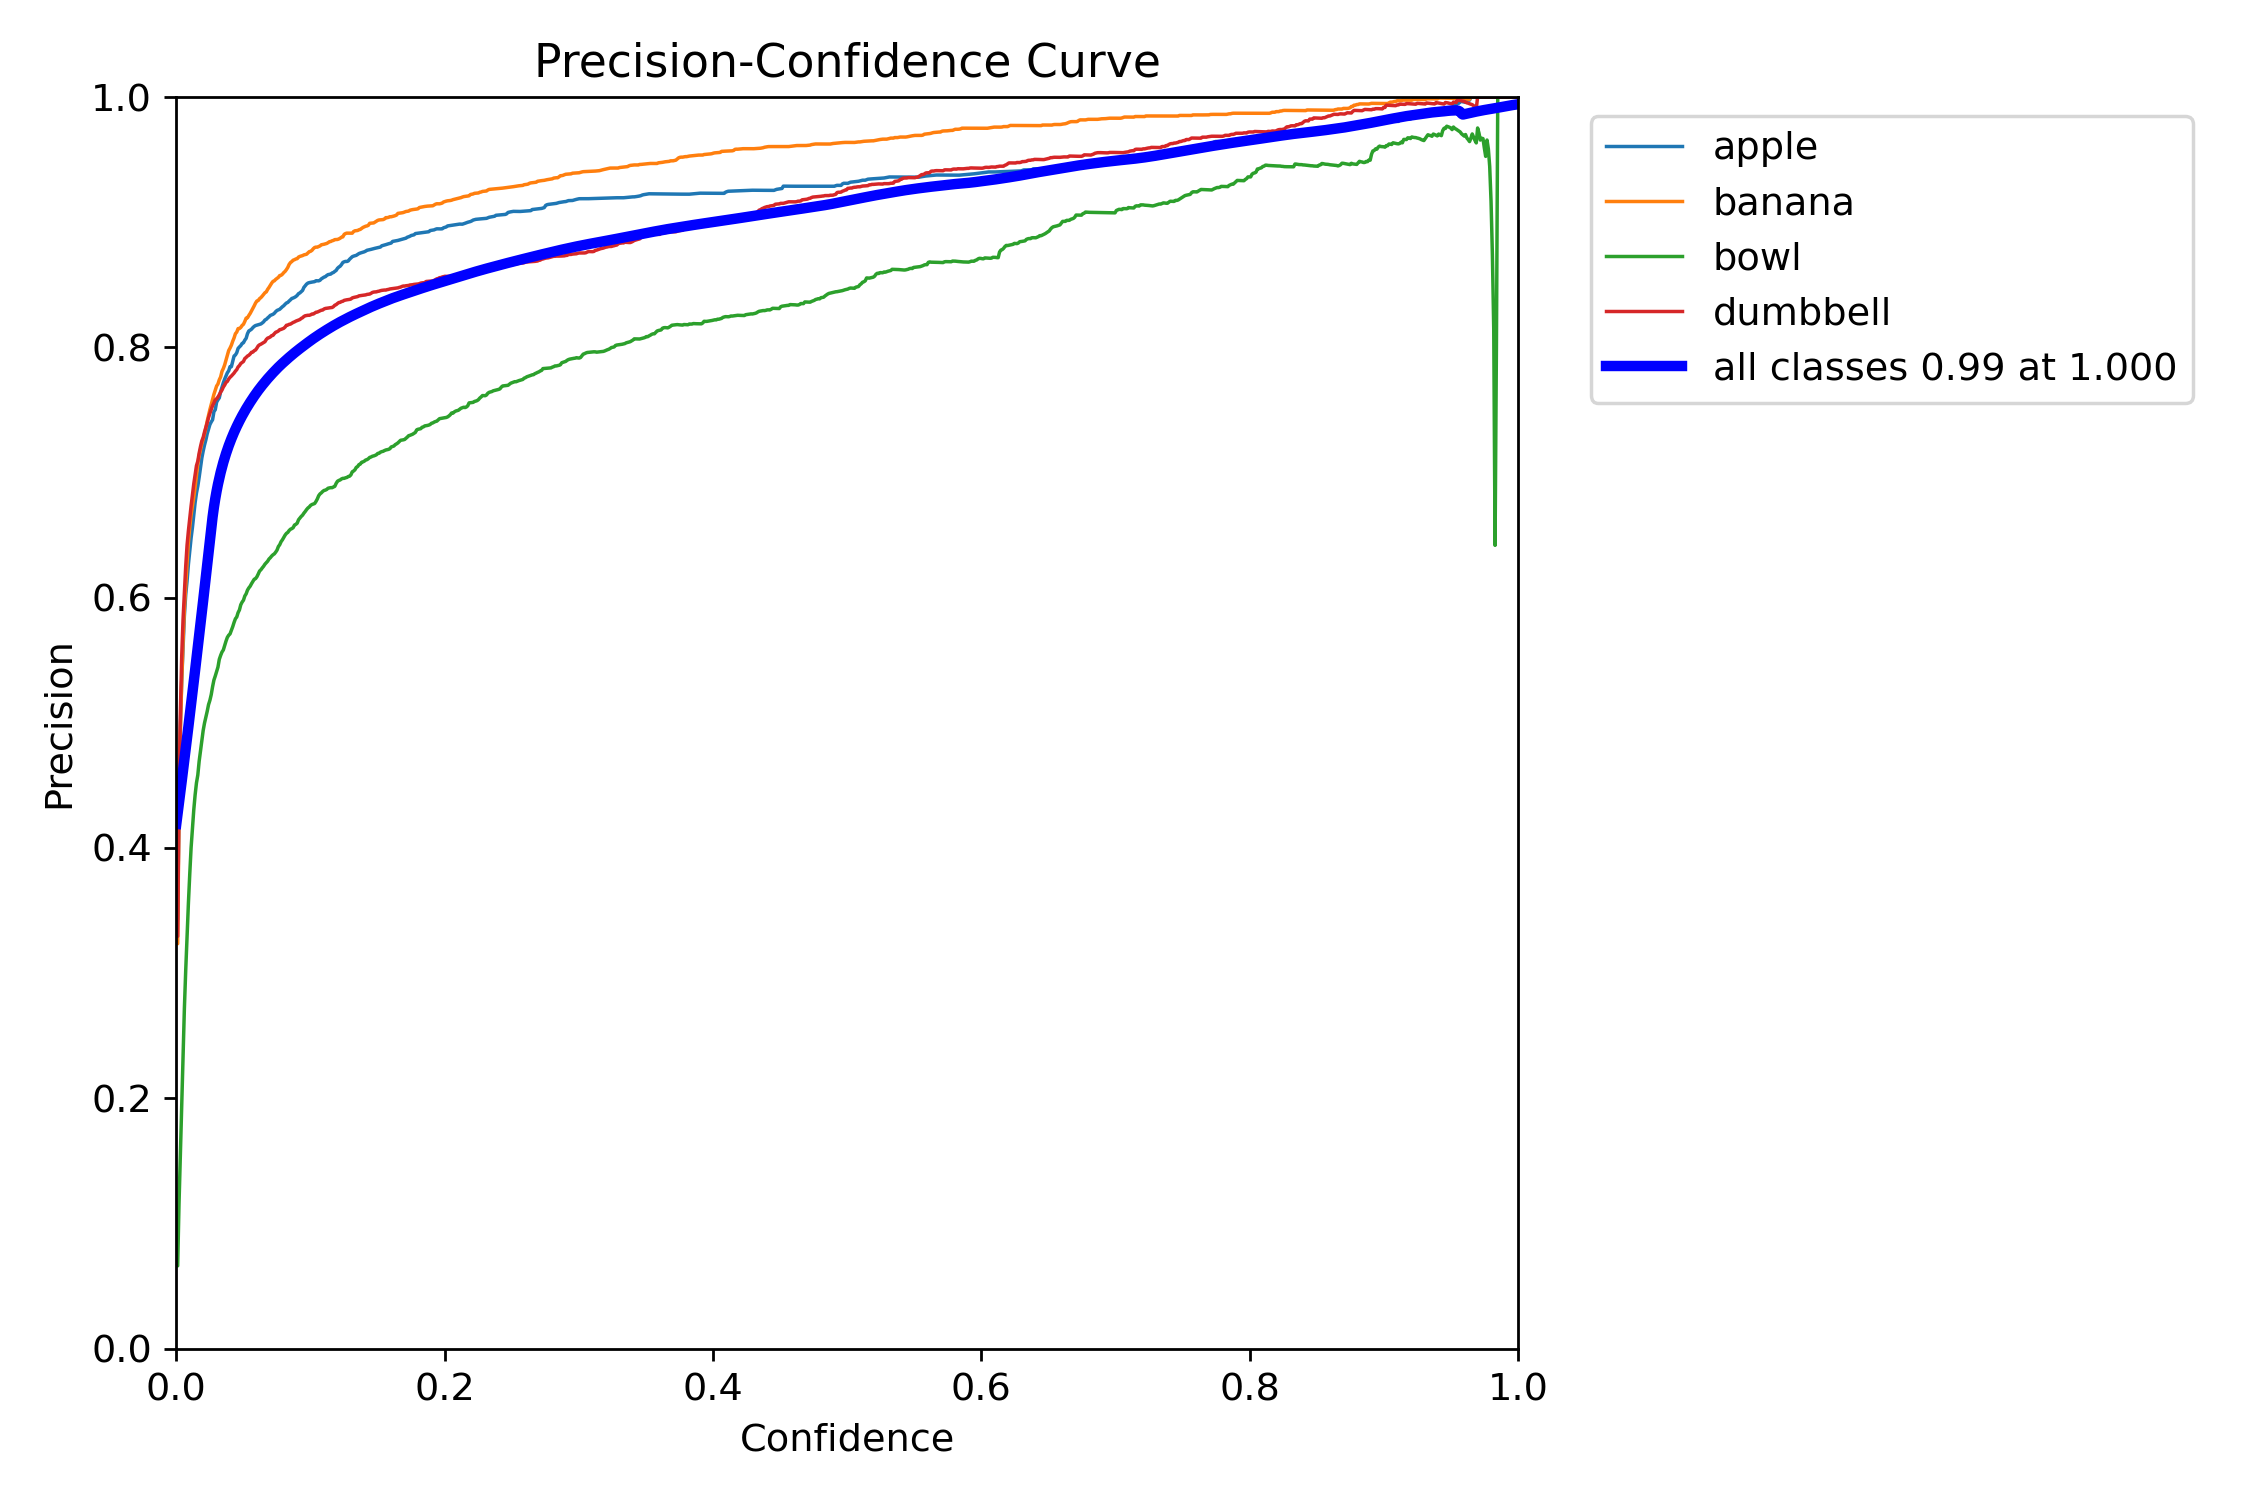 Precision-Confidence Curve
1.0
0.8
0.6
0.4
0.2
0.0
Precision
0.0 0.2 0.4 0.6 0.8 1.0
Confidence
apple
banana
bowl
dumbbell
all classes 0.99 at 1.000